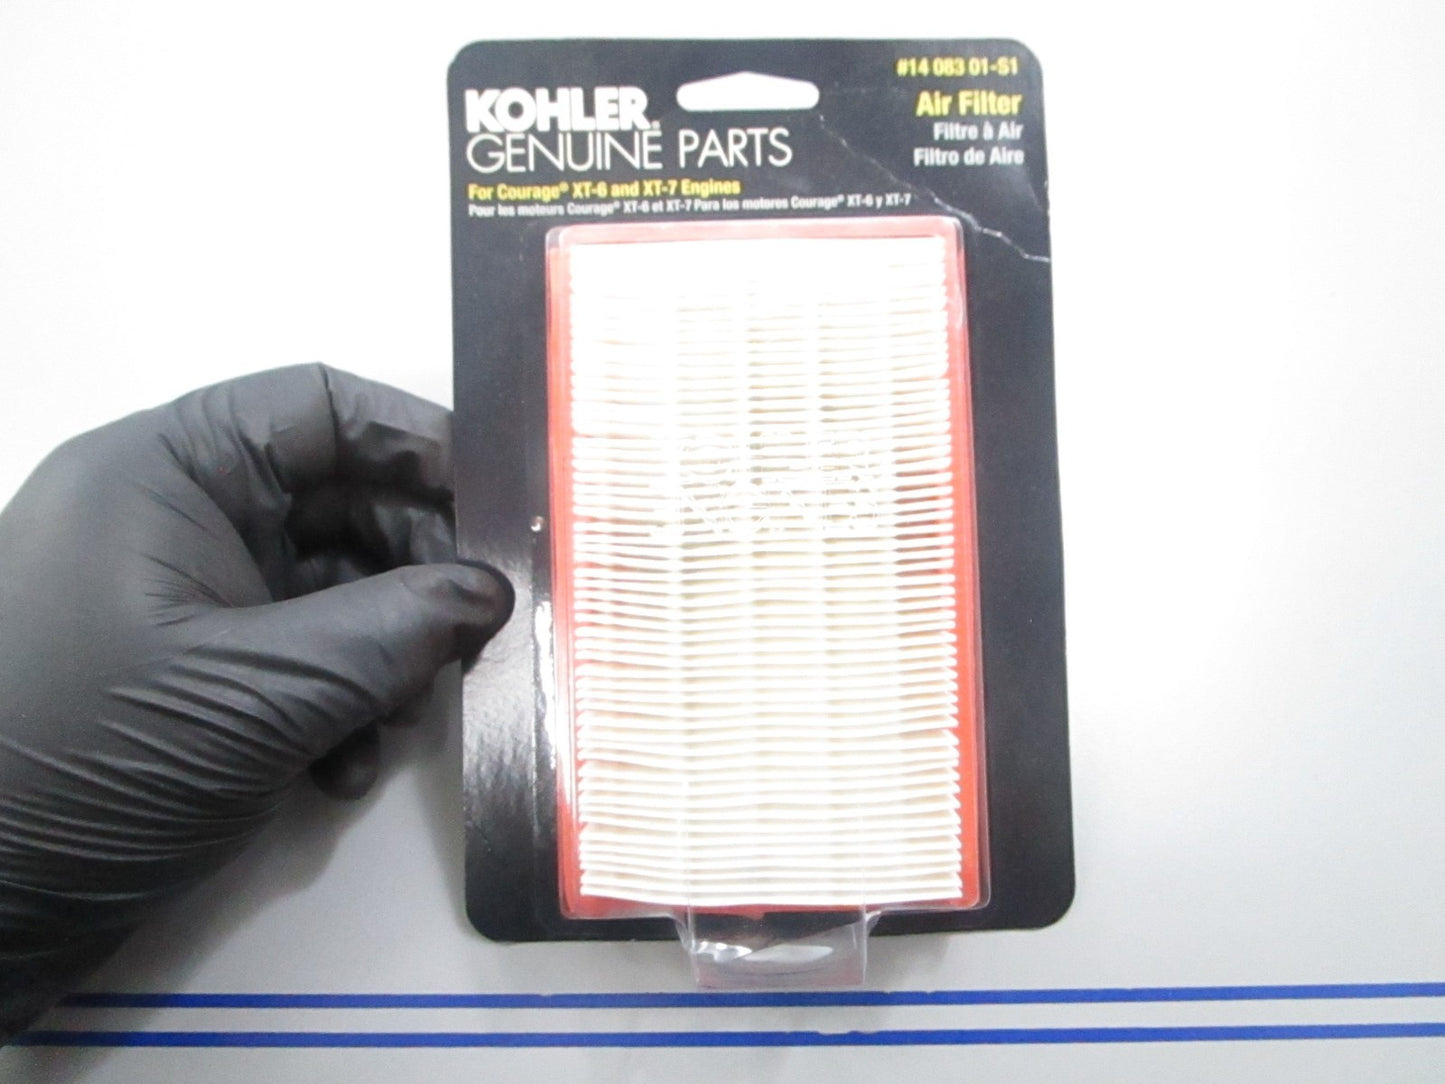 #14 083 01-S1
KOHLER®
GENUINE PARTS
Air Filter
Filtre à Air
Filtro de Aire
For Courage® XT-6 and XT-7 Engines
Pour les moteurs Courage® XT-6 et XT-7 Para los motores Courage® XT-6 y XT-7